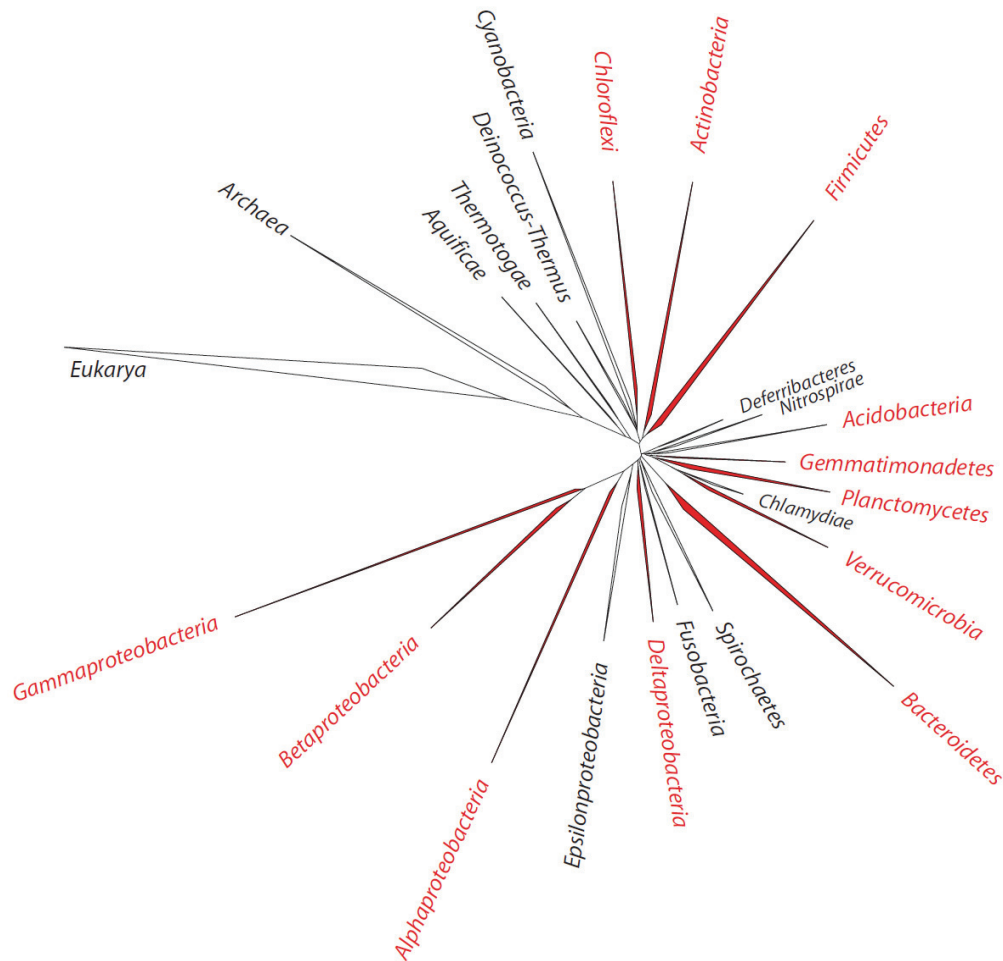 Cyanobacteria
Chloroflexi
Actinobacteria
Firmicutes
Deinococcus-Thermus
Thermotogae
Aquificae
Archaea
Eukarya
Deferribacteres
Nitrospirae
Acidobacteria
Gemmatimonadetes
Planctomycetes
Chlamydiae
Verrucomicrobia
Bacteroidetes
Spirochaetes
Fusobacteria
Deltaproteobacteria
Epsilonproteobacteria
Alphaproteobacteria
Betaproteobacteria
Gammaproteobacteria